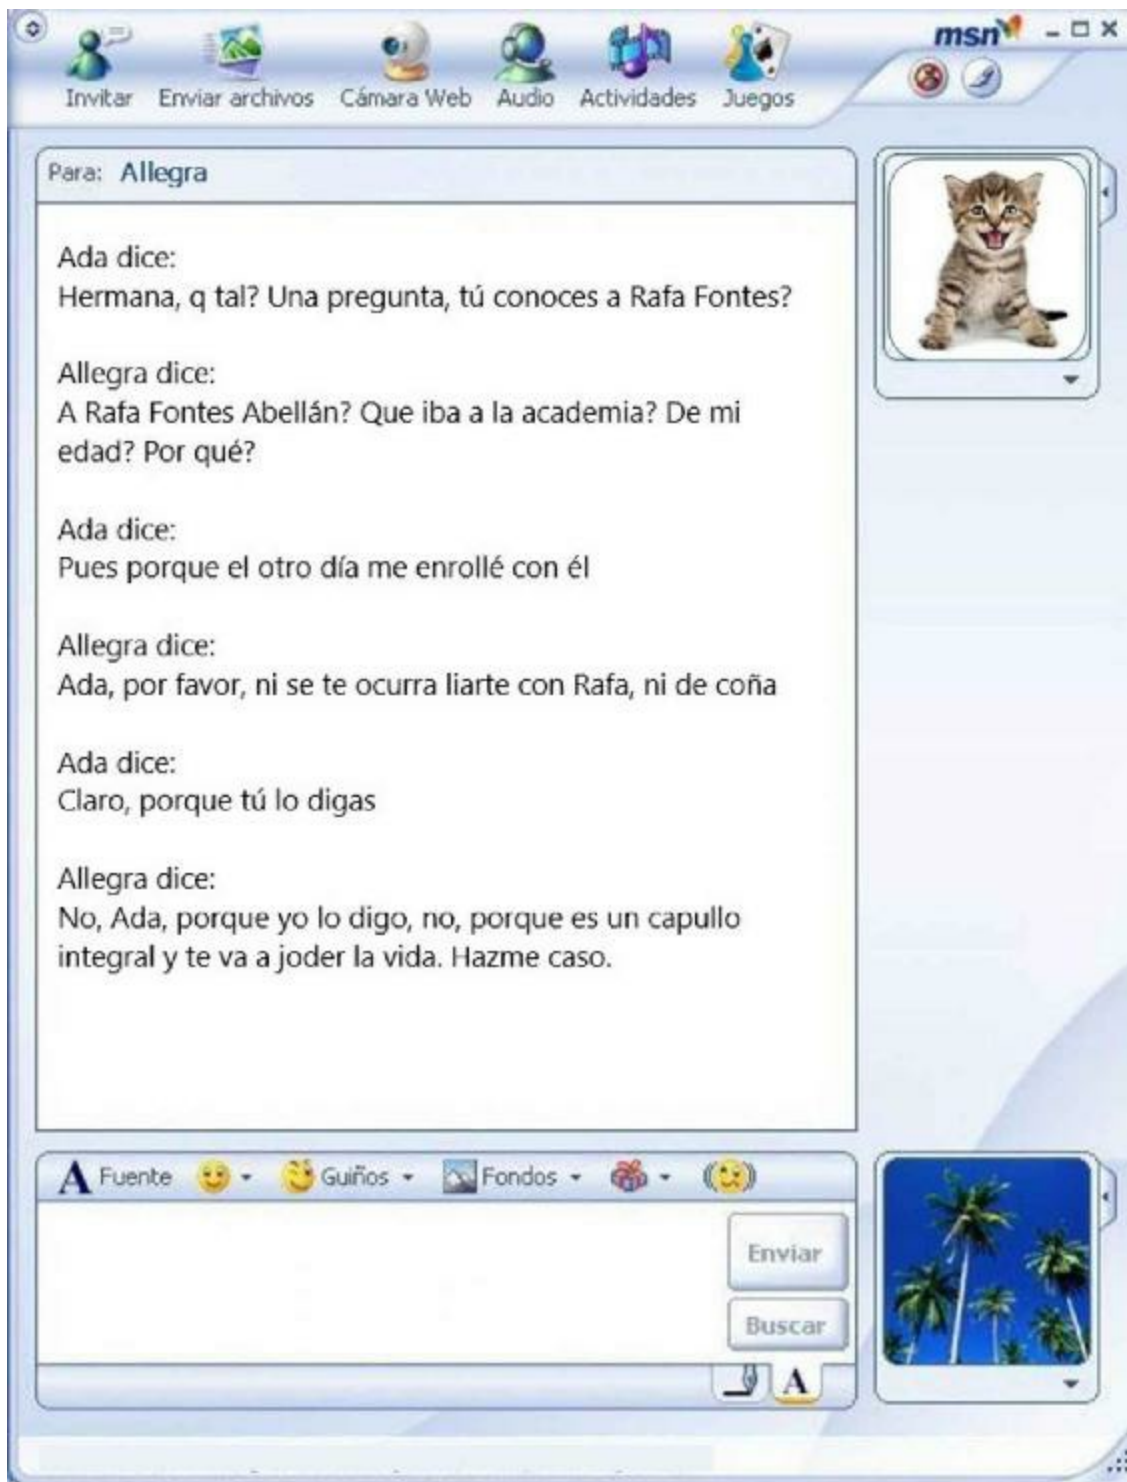 msn
Invitar Enviar archivos Cámara Web Audio Actividades Juegos
Para: Allegra
Ada dice:
Hermana, q tal? Una pregunta, tú conoces a Rafa Fontes?
Allegra dice:
A Rafa Fontes Abellán? Que iba a la academia? De mi
edad? Por qué?
Ada dice:
Pues porque el otro día me enrollé con él
Allegra dice:
Ada, por favor, ni se te ocurra liarte con Rafa, ni de coña
Ada dice:
Claro, porque tú lo digas
Allegra dice:
No, Ada, porque yo lo digo, no, porque es un capullo
integral y te va a joder la vida. Hazme caso.
A Fuente Guiños Fondos
Enviar
Buscar
A